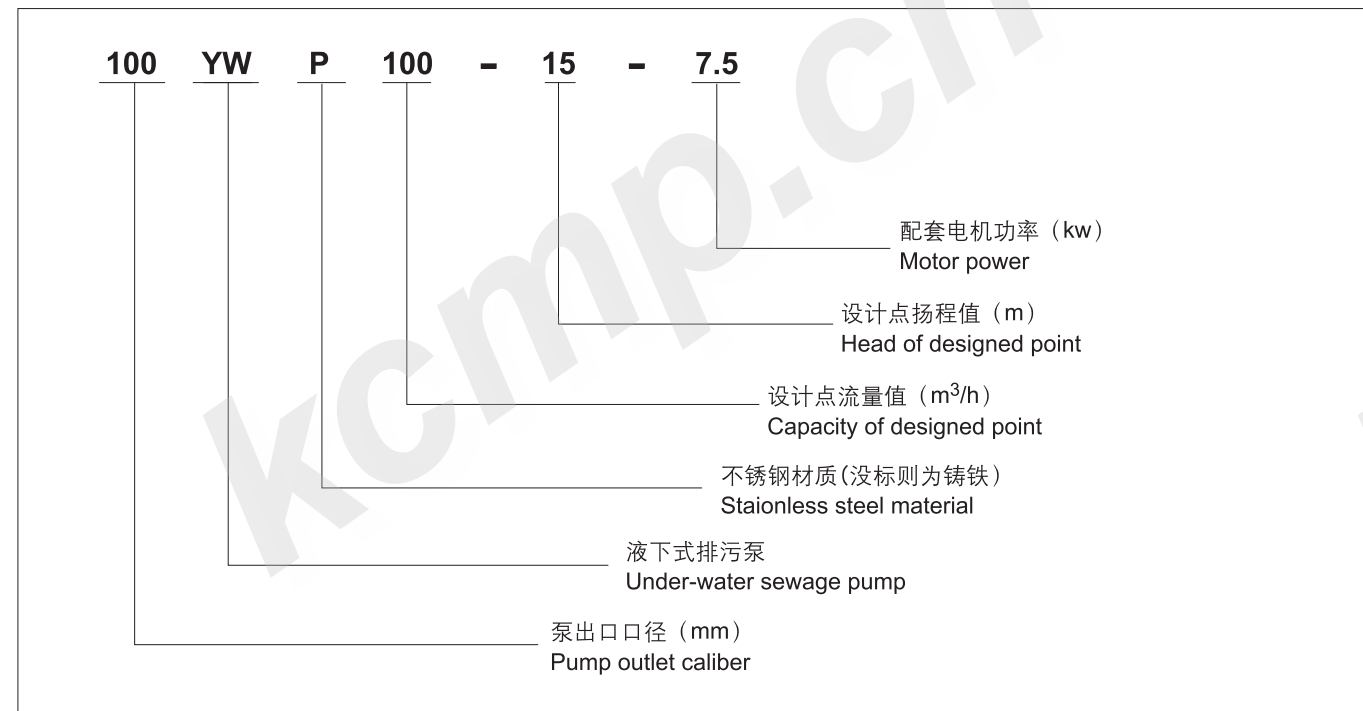 100 YW P 100 - 15 - 7.5
配套电机功率（kw）
Motor power
设计点扬程值（m）
Head of designed point
设计点流量值（m³/h）
Capacity of designed point
不锈钢材质(没标则为铸铁）
Staionless steel material
液下式排污泵
Under-water sewage pump
泵出口口径（mm）
Pump outlet caliber
kcmp.cn